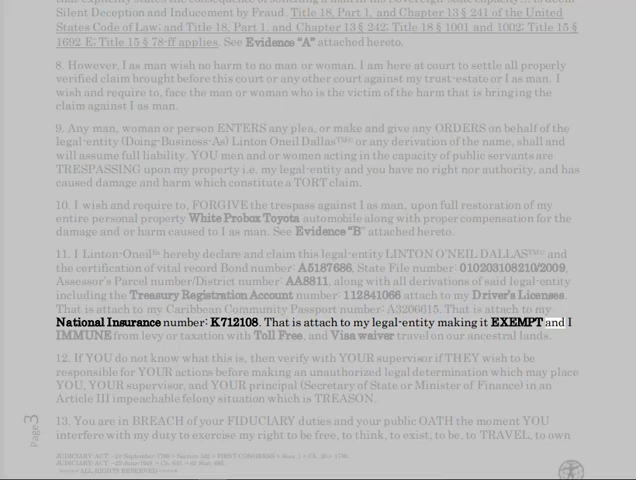 Silent Deception and Inducement by Fraud. Title 18, Part 1, and Chapter 13 § 241 of the United
States Code of Law; and Title 18, Part 1, and Chapter 13 § 242; Title 18 § 1001 and 1002; Title 15 §
1692 E; Title 15 § 78-ff applies. See Evidence "A" attached hereto.
8. However, I as man wish no harm to no man or woman. I am here at court to settle all properly
verified claim brought before this court or any other court against my trust-estate or I as man. I
wish and require to, face the man or woman who is the victim of the harm that is bringing the
claim against I as man.
9. Any man, woman or person ENTERS any plea, or make and give any ORDERS on behalf of the
legal-entity (Doing-Business-As) Linton Oneil Dallas™© or any derivation of the name, shall and
will assume full liability. YOU men and or women acting in the capacity of public servants are
TRESPASSING upon my property i.e. my legal-entity and you have no right nor authority, and has
caused damage and harm which constitute a TORT claim.
10. I wish and require to, FORGIVE the trespass against I as man, upon full restoration of my
entire personal property White Probox Toyota automobile along with proper compensation for the
damage and or harm caused to I as man. See Evidence "B" attached hereto.
11. I Linton-Oneil hereby declare and claim this legal-entity LINTON O'NEIL DALLAS™© and
the certification of vital record Bond number: A5187686, State File number: 010203108210/2009,
Assessor's Parcel number/District number: AA8811, along with all derivations of said legal-entity
including the Treasury Registration Account number: 112841066 attach to my Driver's Licenses.
That is attach to my Caribbean Community Passport number: A3206615. That is attach to my
National Insurance number: K712108. That is attach to my legal-entity making it EXEMPT and I
IMMUNE from levy or taxation with Toll Free, and Visa waiver travel on our ancestral lands.
12. If YOU do not know what this is, then verify with YOUR supervisor if THEY wish to be
responsible for YOUR actions before making an unauthorized legal determination which may place
YOU, YOUR supervisor, and YOUR principal (Secretary of State or Minister of Finance) in an
Article III impeachable felony situation which is TREASON.
13. You are in BREACH of your FIDUCIARY duties and your public OATH the moment YOU
interfere with my duty to exercise my right to be free, to think, to exist, to be, to TRAVEL, to own
Page 3
ALL RIGHTS RESERVED